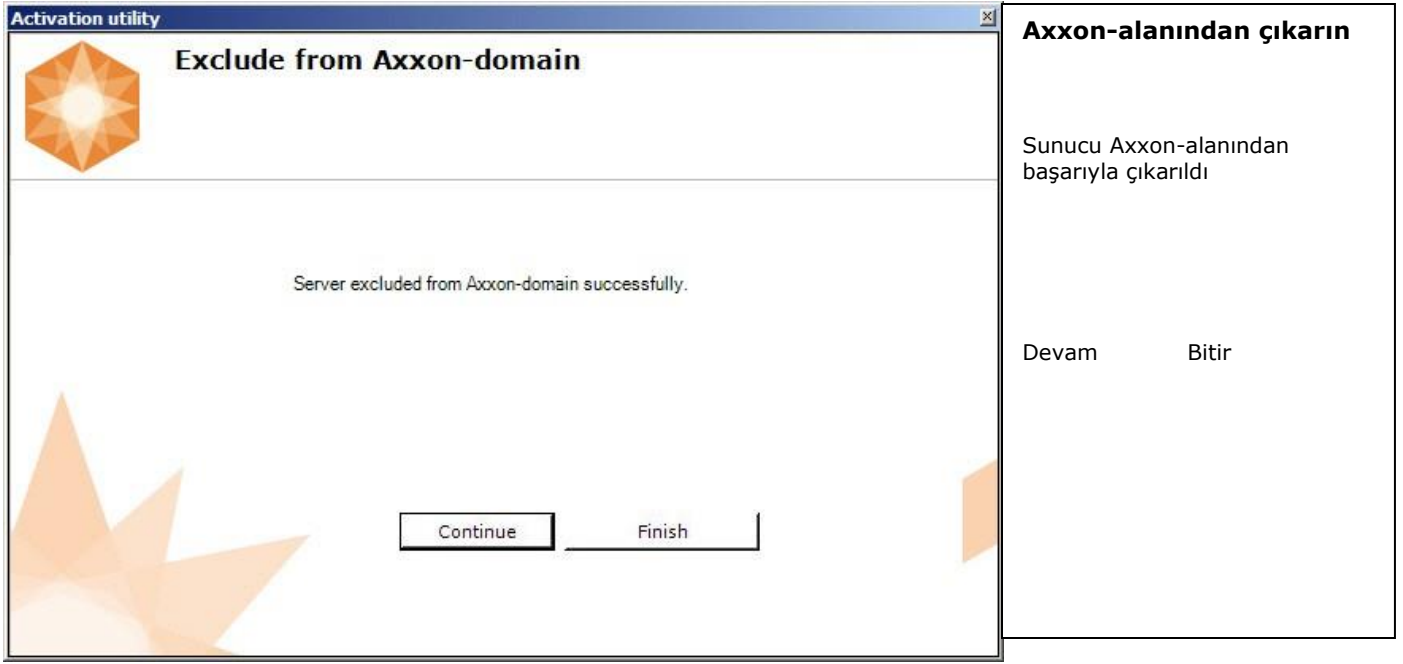 Activation utility
Exclude from Axxon-domain
Server excluded from Axxon-domain successfully.
Continue Finish
Axxon-alanından çıkarın
Sunucu Axxon-alanından
başarıyla çıkarıldı
Devam Bitir